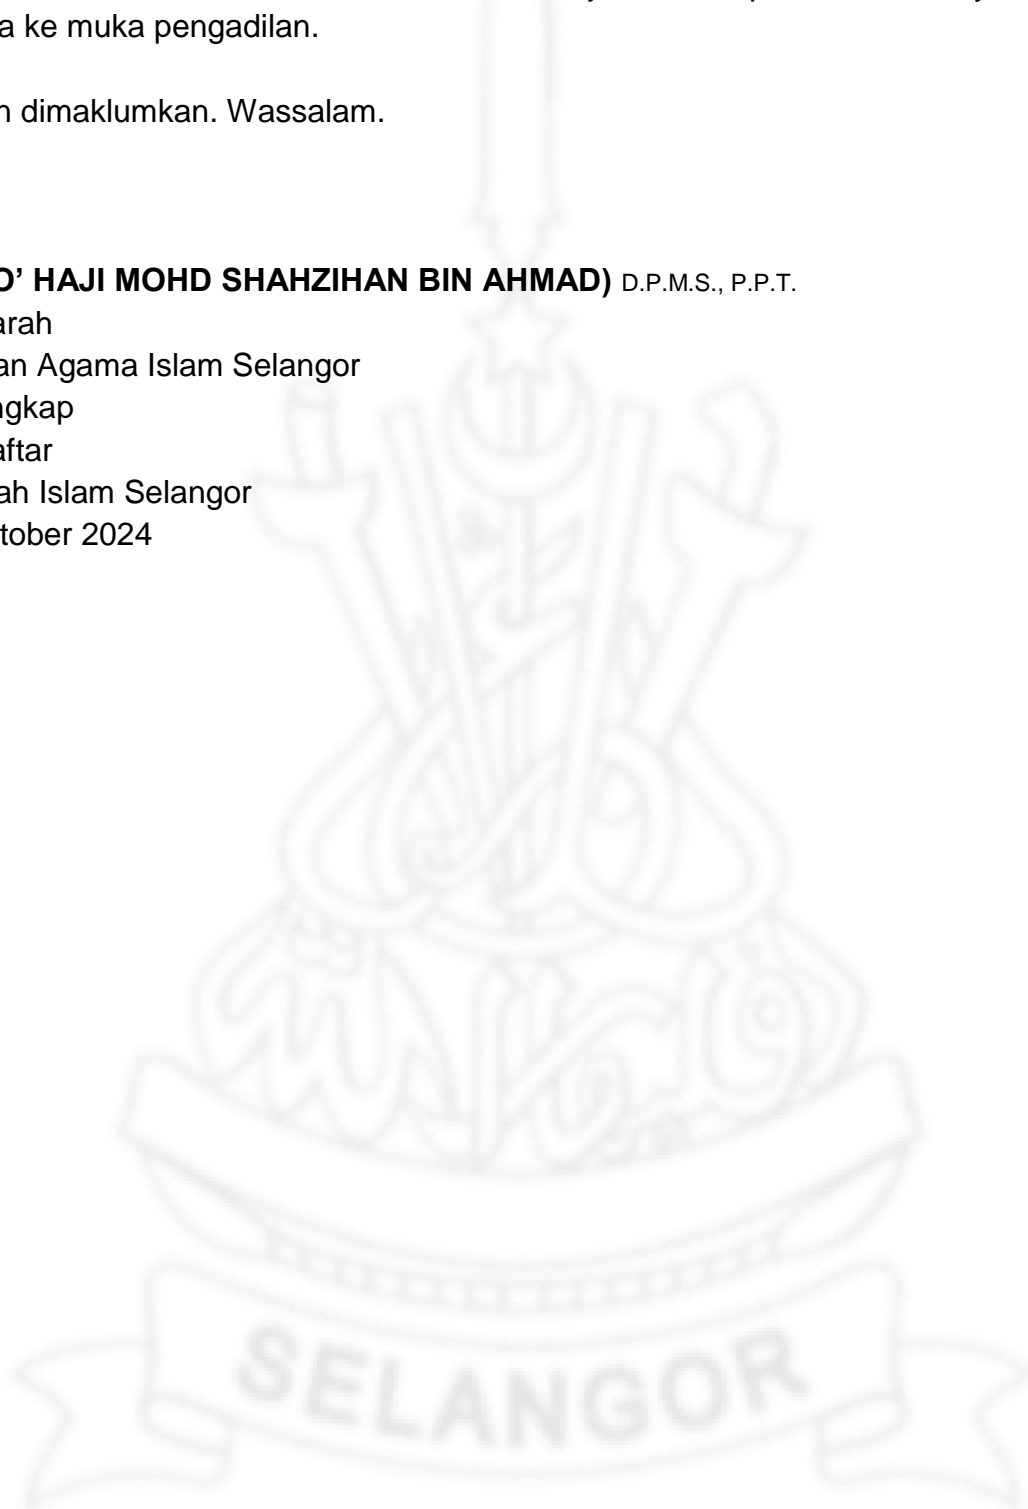 a ke muka pengadilan.
n dimaklumkan. Wassalam.
O’ HAJI MOHD SHAHZIHAN BIN AHMAD) D.P.M.S., P.P.T.
arah
an Agama Islam Selangor
ngkap
aftar
ah Islam Selangor
tober 2024
SELANGOR